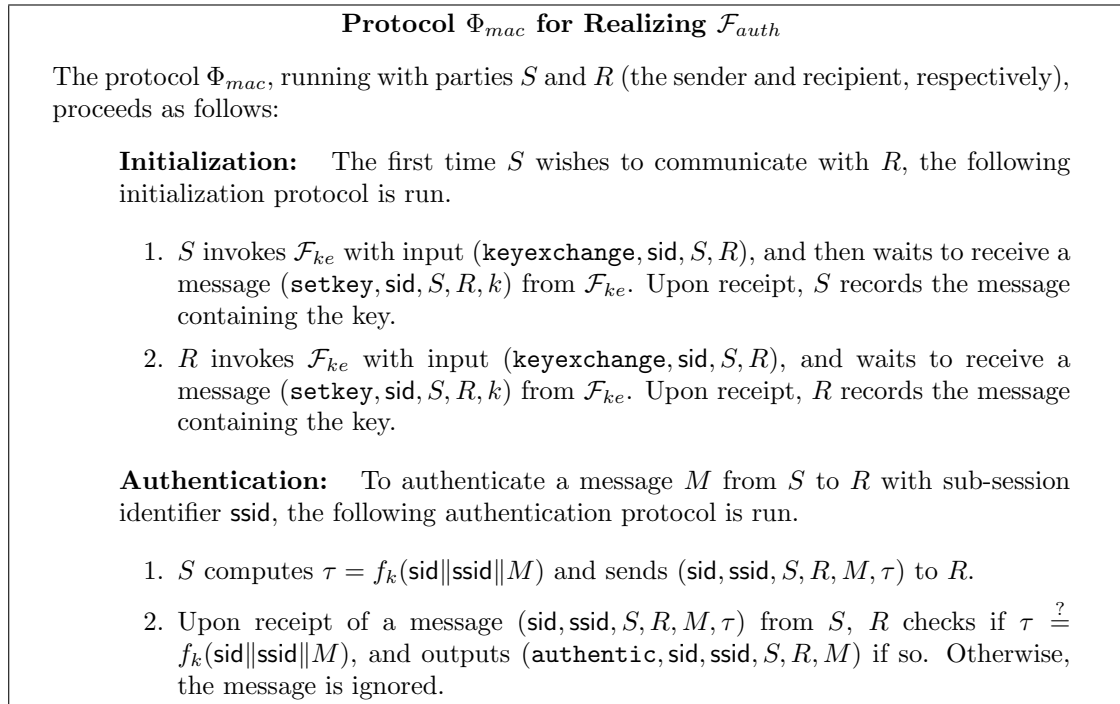 Protocol Φ_mac for Realizing F_auth
The protocol Φ_mac, running with parties S and R (the sender and recipient, respectively),
proceeds as follows:
Initialization: The first time S wishes to communicate with R, the following
initialization protocol is run.
1. S invokes F_ke with input (keyexchange, sid, S, R), and then waits to receive a
message (setkey, sid, S, R, k) from F_ke. Upon receipt, S records the message
containing the key.
2. R invokes F_ke with input (keyexchange, sid, S, R), and waits to receive a
message (setkey, sid, S, R, k) from F_ke. Upon receipt, R records the message
containing the key.
Authentication: To authenticate a message M from S to R with sub-session
identifier ssid, the following authentication protocol is run.
1. S computes τ = f_k(sid‖ssid‖M) and sends (sid, ssid, S, R, M, τ) to R.
2. Upon receipt of a message (sid, ssid, S, R, M, τ) from S, R checks if τ ≟
f_k(sid‖ssid‖M), and outputs (authentic, sid, ssid, S, R, M) if so. Otherwise,
the message is ignored.